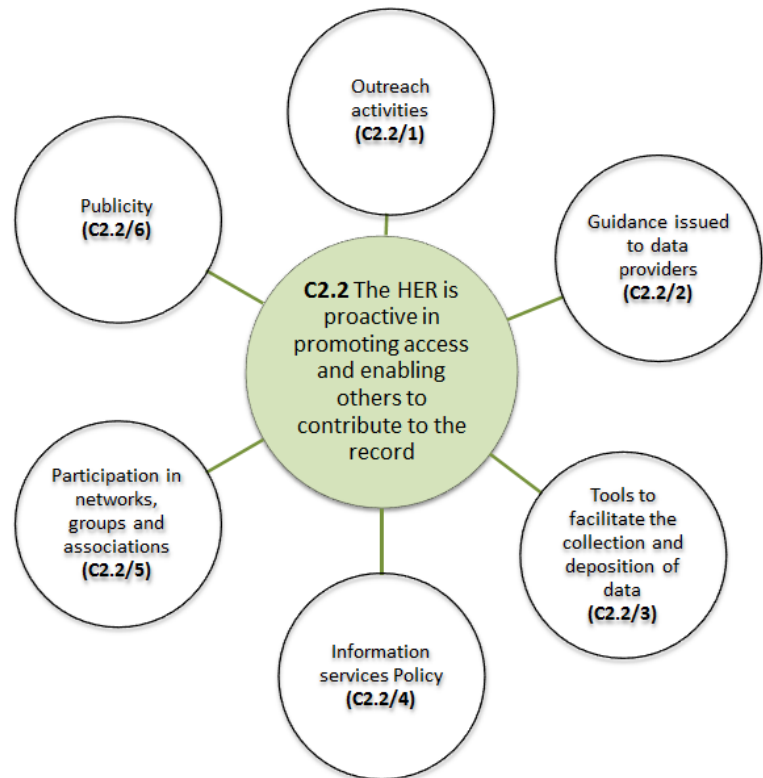 Outreach
activities
(C2.2/1)
Guidance issued
to data
providers
(C2.2/2)
Tools to
facilitate the
collection and
deposition of
data
(C2.2/3)
Information
services Policy
(C2.2/4)
Participation in
networks,
groups and
associations
(C2.2/5)
Publicity
(C2.2/6)
C2.2 The HER is
proactive in
promoting access
and enabling
others to
contribute to the
record